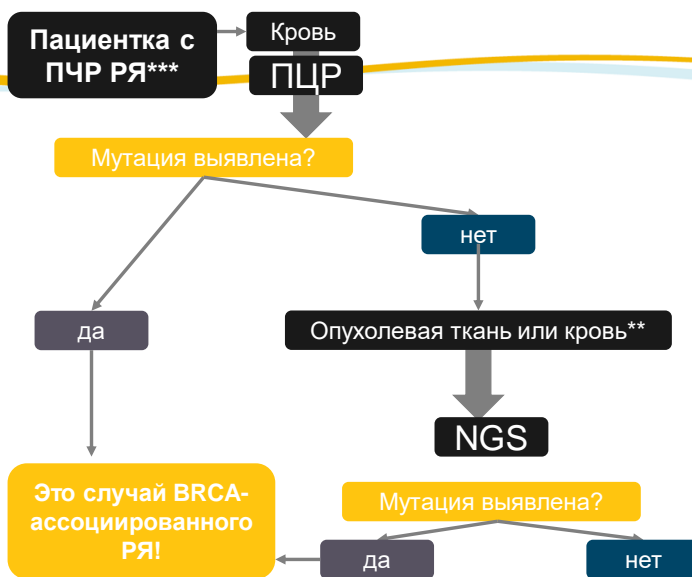 Пациентка с
ПЧР РЯ***
Кровь
ПЦР
Мутация выявлена?
нет
да
Опухолевая ткань или кровь**
NGS
Это случай BRCA-
ассоциированного
РЯ!
Мутация выявлена?
да
нет